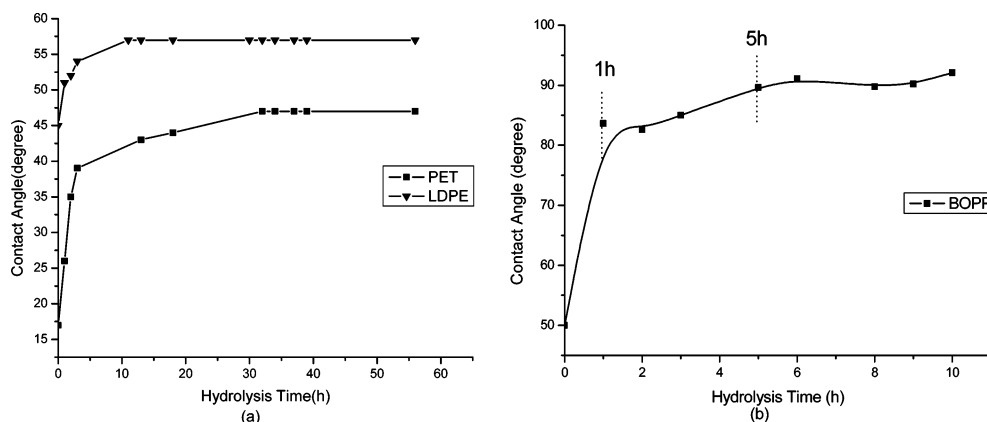 60
55
50
45
40
35
30
25
20
15
Contact Angle(degree)
PET
LDPE
0 10 20 30 40 50 60
Hydrolysis Time(h)
(a)
100
90
80
70
60
50
Contact Angle (degree)
1h
5h
BOPP
0 2 4 6 8 10
Hydrolysis Time (h)
(b)